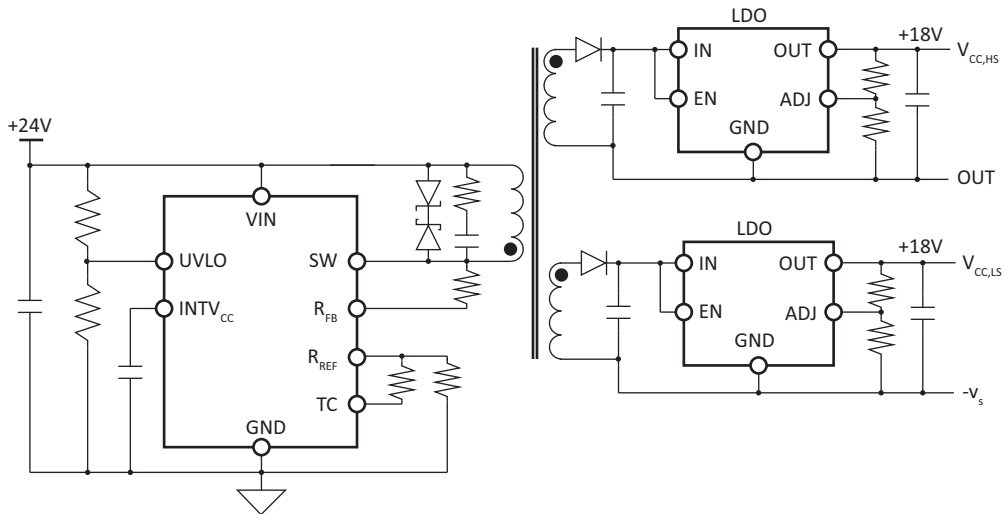 LDO
+18V
IN
OUT
V_CC,HS
EN
ADJ
GND
OUT
+24V
VIN
UVLO
SW
INTV_CC
R_FB
R_REF
TC
GND
LDO
+18V
IN
OUT
V_CC,LS
EN
ADJ
GND
-v_s